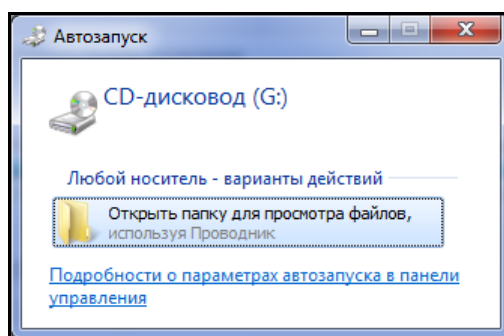 Автозапуск
CD-дисковод (G:)
Любой носитель - варианты действий
Открыть папку для просмотра файлов,
используя Проводник
Подробности о параметрах автозапуска в панели
управления